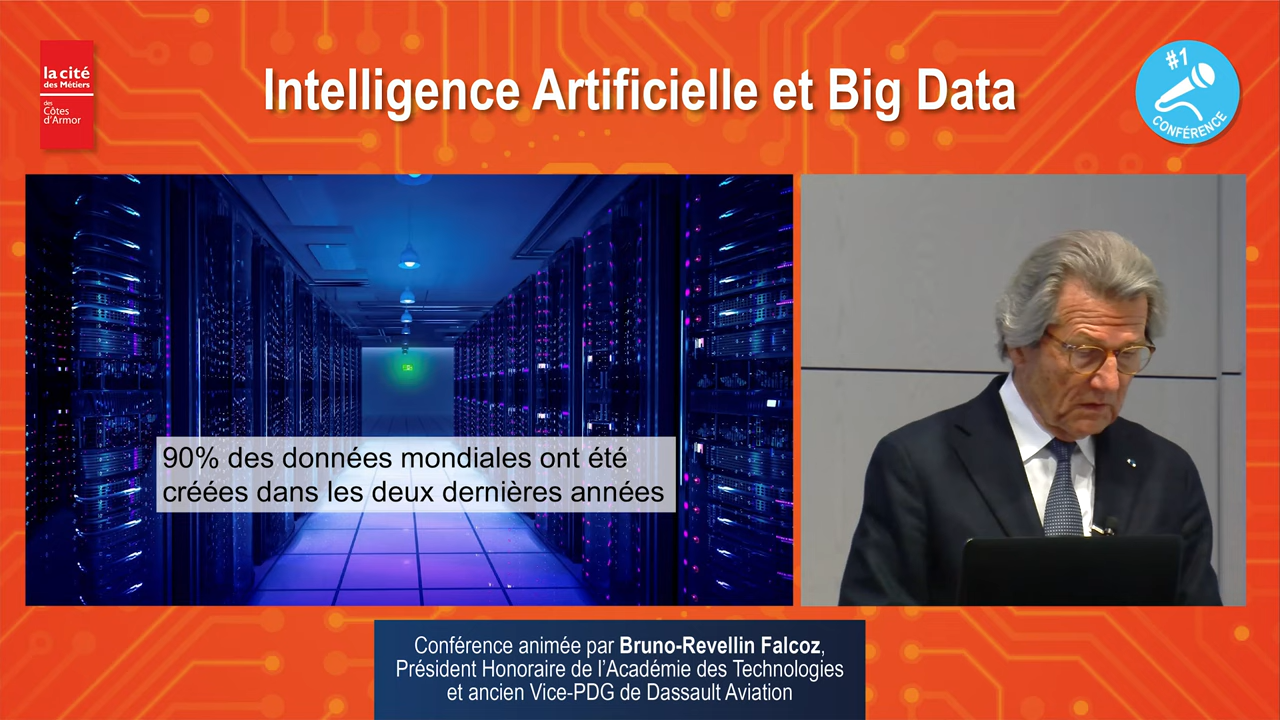 la cité
des Métiers
des
Côtes
d'Armor
Intelligence Artificielle et Big Data
#1
CONFÉRENCE
90% des données mondiales ont été
créées dans les deux dernières années
Conférence animée par Bruno-Revellin Falcoz,
Président Honoraire de l'Académie des Technologies
et ancien Vice-PDG de Dassault Aviation